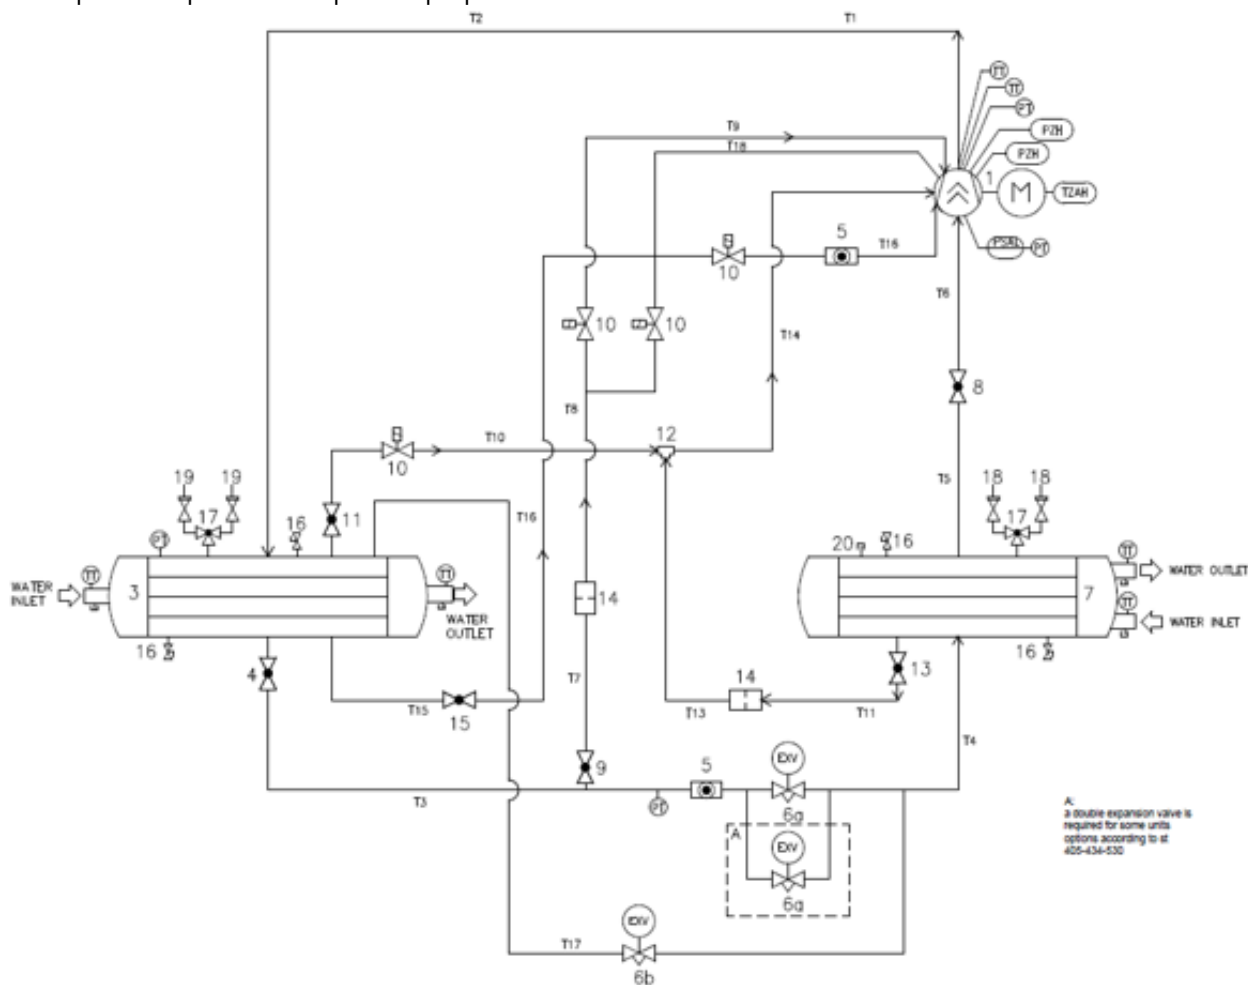 T2
T1
TT
TT
PT
PZH
PZH
T9
T18
1
M
TZAH
5
T16
10
PT
T6
10
10
T14
8
T8
12
T10
10
T5
19
19
18
18
17
16
11
T16
17
PT
20
16
TT
TT
TT
WATER OUTLET
WATER
INLET
3
14
7
TT
WATER INLET
WATER
OUTLET
16
4
16
13
14
T7
T15
15
T13
T11
T4
9
EXV
5
T3
PT
6a
A
EXV
6a
A:
a double expansion valve is
required for some units
options according to st
405-434-530
EXV
T17
6b